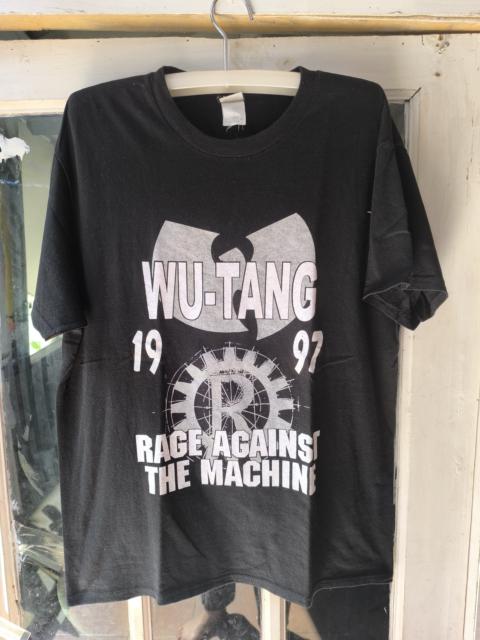 WU-TANG
19 97
R
RAGE AGAINST
THE MACHINE